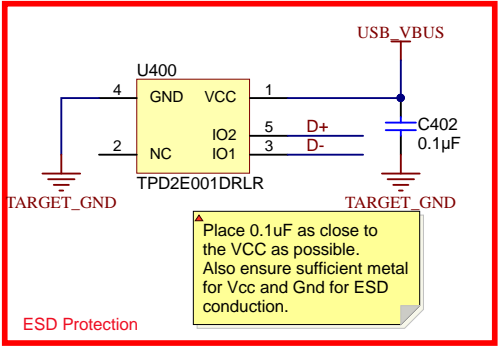 USB_VBUS
U400
4 GND VCC 1
IO2 5 D+
2 NC IO1 3 D-
C402
0.1µF
TPD2E001DRLR
TARGET_GND
TARGET_GND
Place 0.1uF as close to
the VCC as possible.
Also ensure sufficient metal
for Vcc and Gnd for ESD
conduction.
ESD Protection